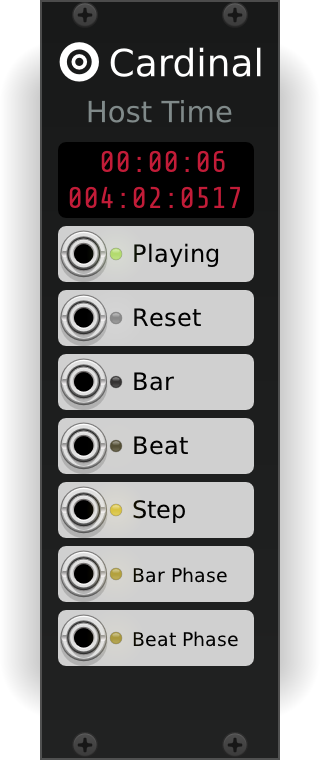 Cardinal
Host Time
00:00:06
004:02:0517
Playing
Reset
Bar
Beat
Step
Bar Phase
Beat Phase